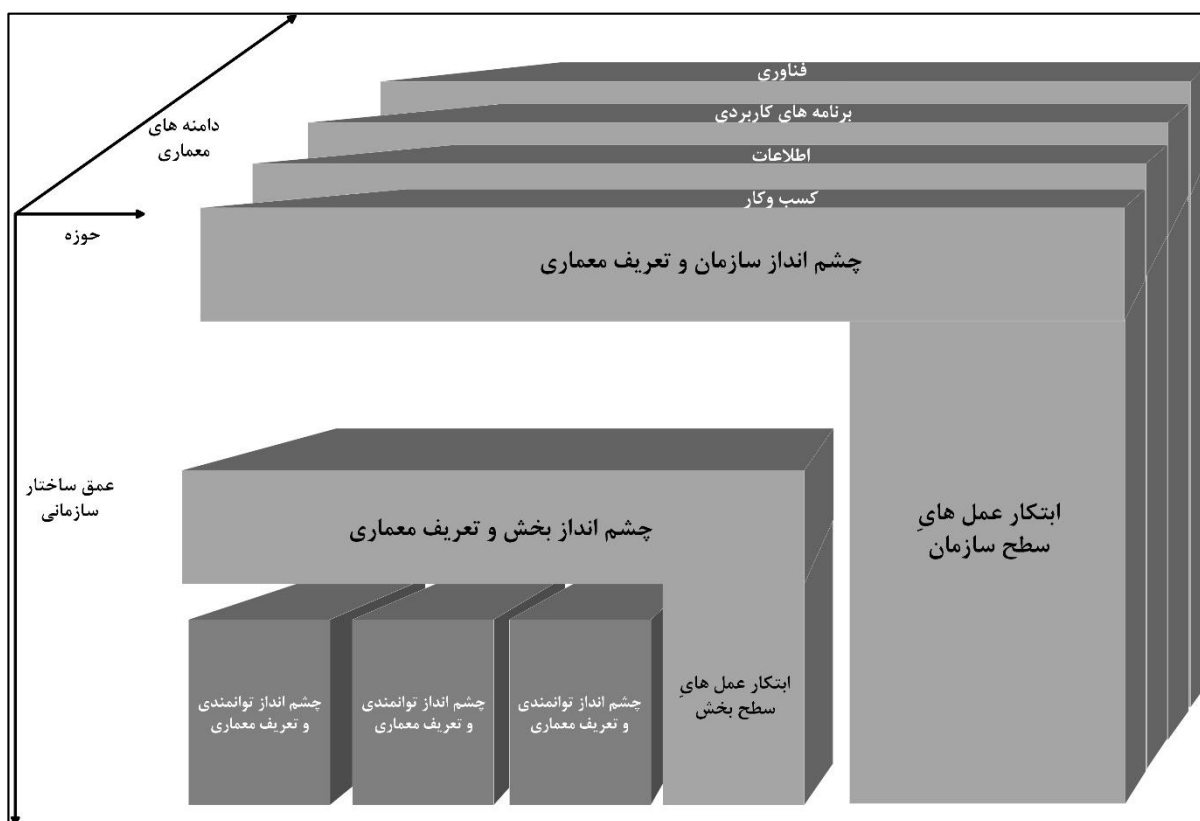 فناوری
برنامه های کاربردی
اطلاعات
کسب وکار
دامنه های
معماری
حوزه
چشم انداز سازمان و تعریف معماری
عمق ساختار
سازمانی
چشم انداز بخش و تعریف معماری
ابتکار عمل هایِ
سطح سازمان
چشم انداز توانمندی
و تعریف معماری
چشم انداز توانمندی
و تعریف معماری
چشم انداز توانمندی
و تعریف معماری
ابتکار عمل هایِ
سطح بخش